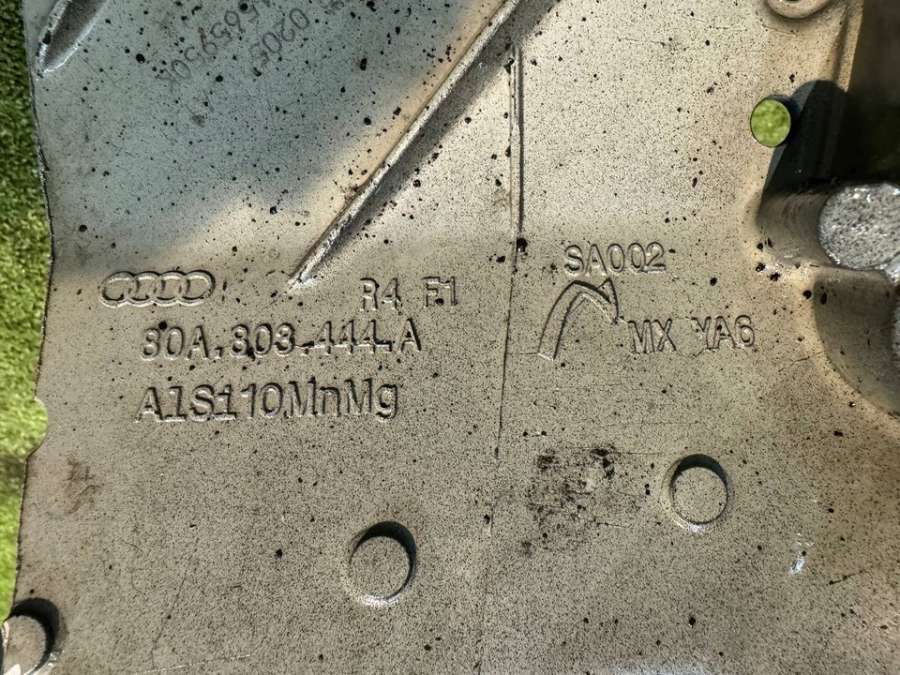 SA002
R4 F1
80A.803.444.A
MX YA6
AlSi10MnMg